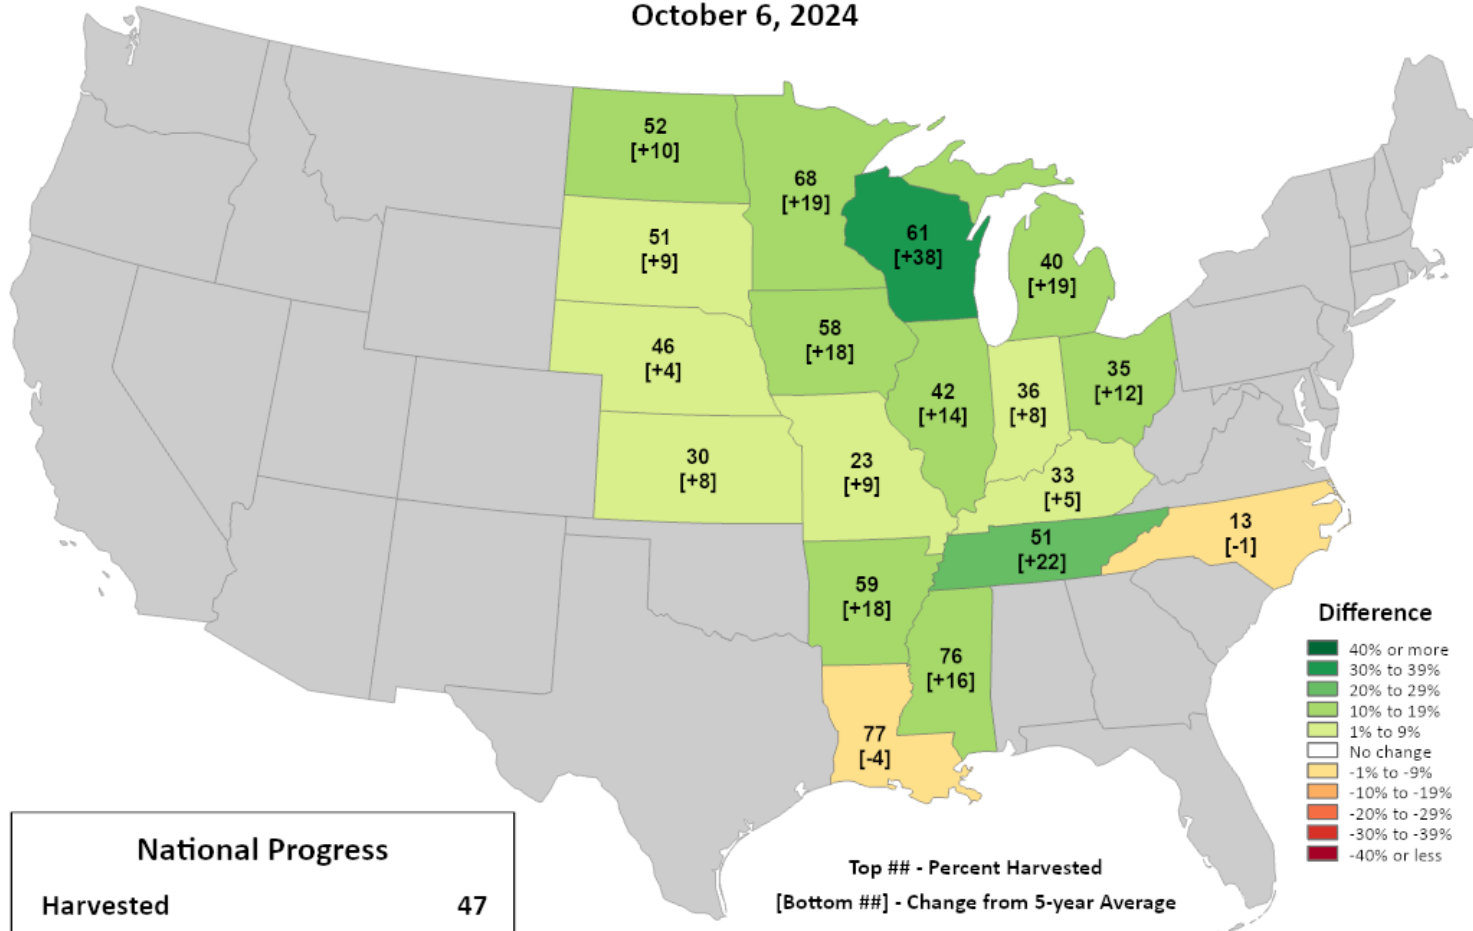 October 6, 2024
52
[+10]
68
[+19]
61
[+38]
51
[+9]
40
[+19]
58
[+18]
46
[+4]
42
[+14]
36
[+8]
35
[+12]
30
[+8]
23
[+9]
33
[+5]
51
[+22]
13
[-1]
59
[+18]
76
[+16]
77
[-4]
Difference
40% or more
30% to 39%
20% to 29%
10% to 19%
1% to 9%
No change
-1% to -9%
-10% to -19%
-20% to -29%
-30% to -39%
-40% or less
National Progress
Harvested 47
Top ## - Percent Harvested
[Bottom ##] - Change from 5-year Average